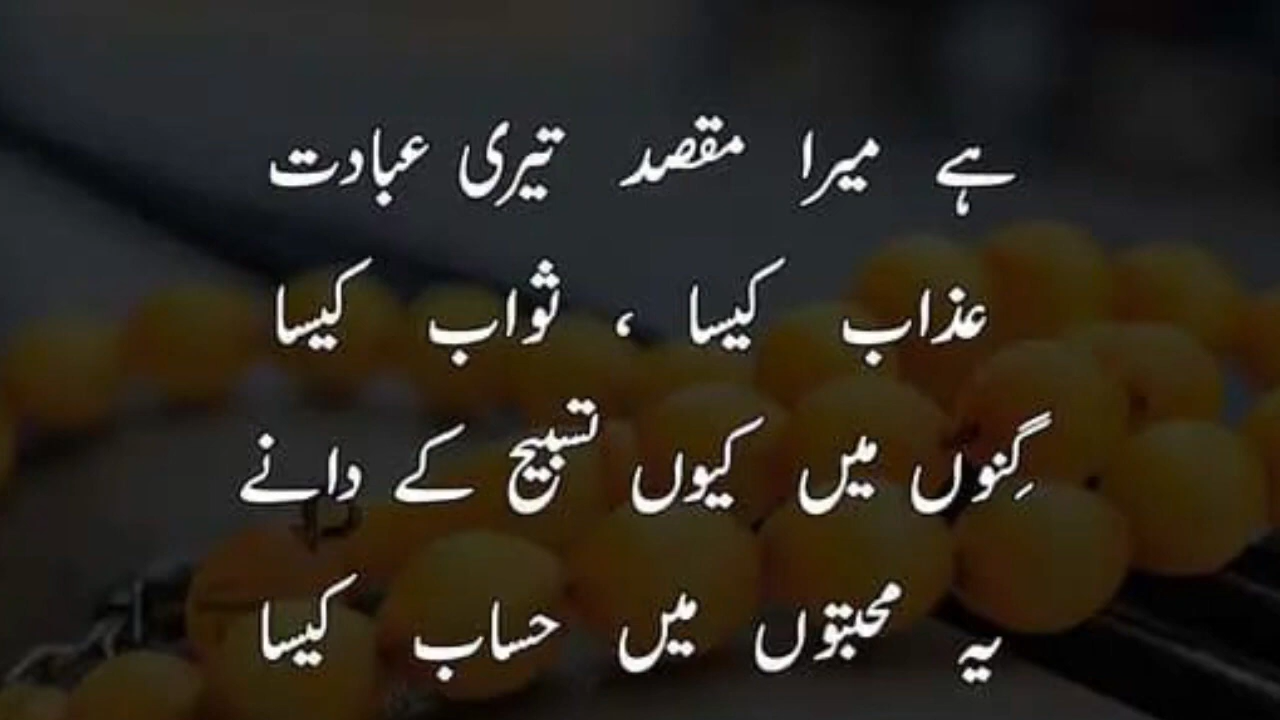 ہے میرا مقصد تیری عبادت
عذاب کیسا ، ثواب کیسا
گِنوں میں کیوں تسبیح کے دانے
یہ محبتوں میں حساب کیسا